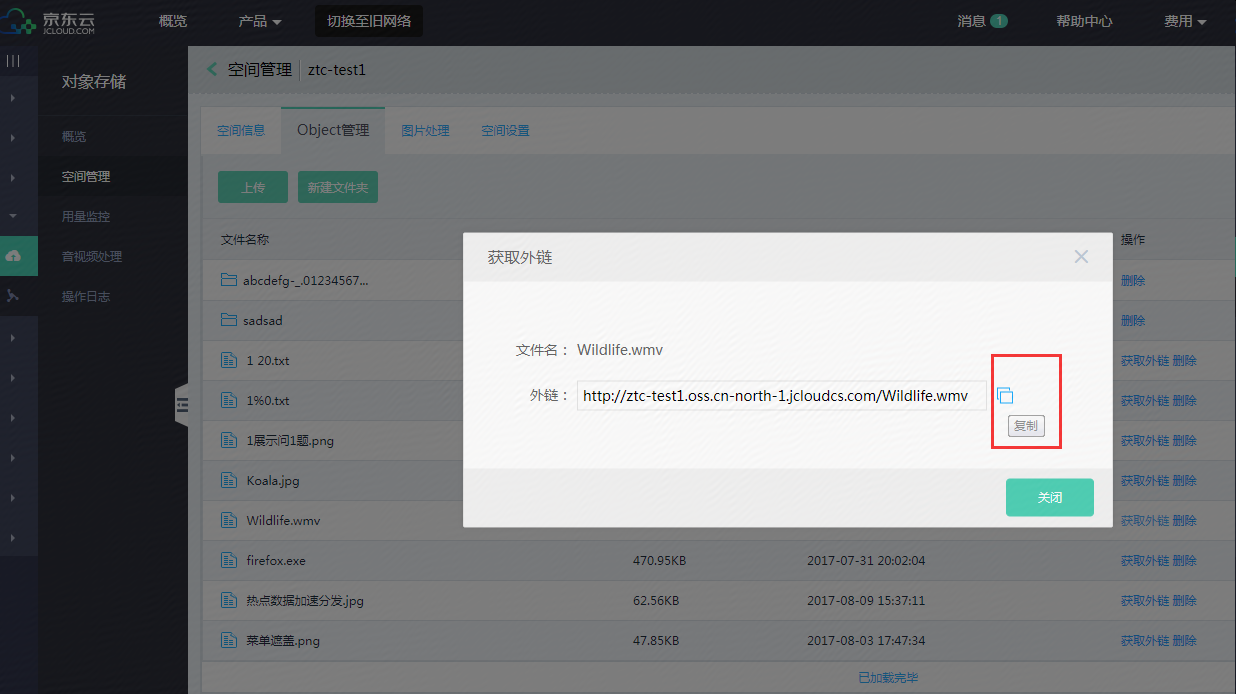 京东云
JCLOUD.COM
概览
产品
切换至旧网络
消息 1
帮助中心
费用
对象存储
概览
空间管理
用量监控
音视频处理
操作日志
空间管理 ztc-test1
空间信息 Object管理 图片处理 空间设置
上传 新建文件夹
文件名称 操作
abcdefg-_.01234567... 删除
sadsad 删除
1 20.txt 获取外链 删除
1%0.txt 获取外链 删除
1展示问1题.png 获取外链 删除
Koala.jpg 获取外链 删除
Wildlife.wmv 获取外链 删除
firefox.exe 470.95KB 2017-07-31 20:02:04 获取外链 删除
热点数据加速分发.jpg 62.56KB 2017-08-09 15:37:11 获取外链 删除
菜单遮盖.png 47.85KB 2017-08-03 17:47:34 获取外链 删除
已加载完毕
获取外链
文件名： Wildlife.wmv
外链： http://ztc-test1.oss.cn-north-1.jcloudcs.com/Wildlife.wmv
复制
关闭